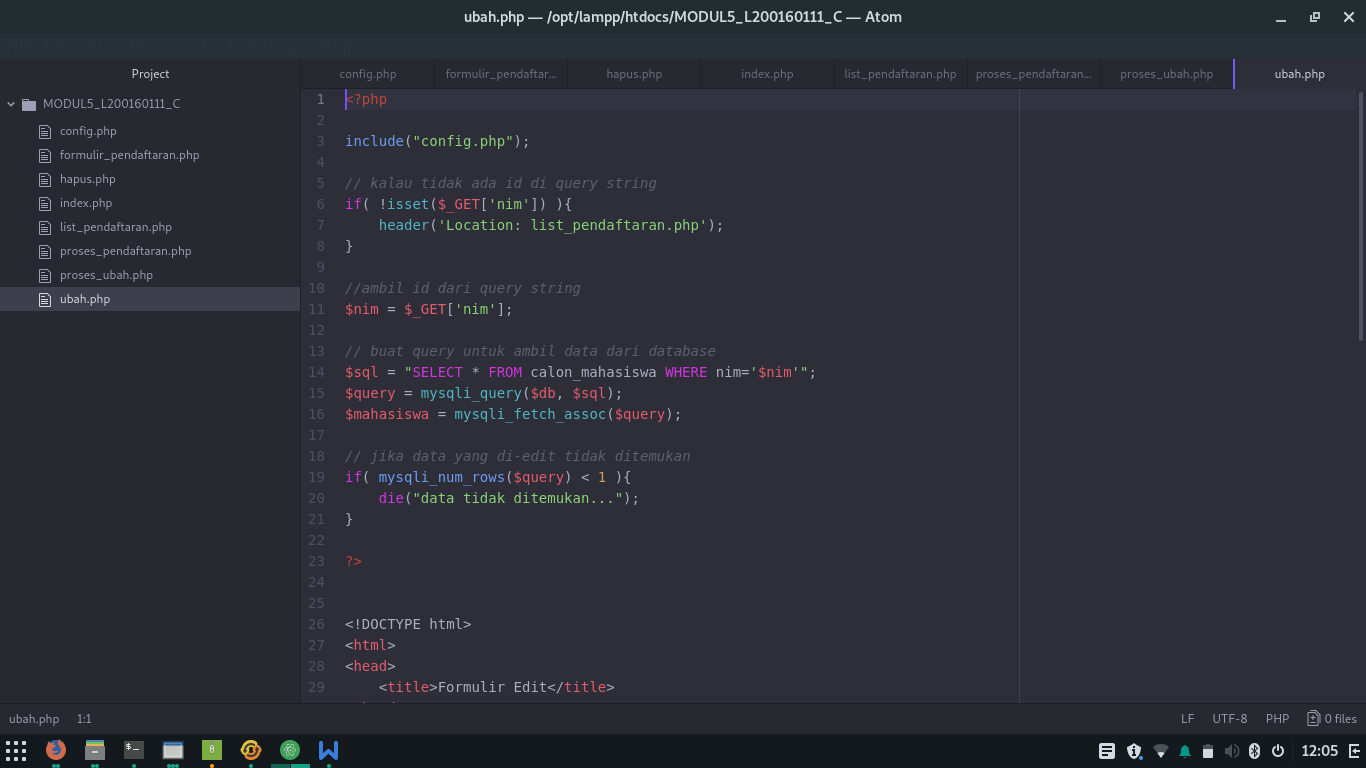 ubah.php — /opt/lampp/htdocs/MODUL5_L200160111_C — Atom
Project
config.php
formulir_pendaftar...
hapus.php
index.php
list_pendaftaran.php
proses_pendaftaran...
proses_ubah.php
ubah.php
MODUL5_L200160111_C
config.php
formulir_pendaftaran.php
hapus.php
index.php
list_pendaftaran.php
proses_pendaftaran.php
proses_ubah.php
ubah.php
1 <?php
2
3 include("config.php");
4
5 // kalau tidak ada id di query string
6 if( !isset($_GET['nim']) ){
7     header('Location: list_pendaftaran.php');
8 }
9
10 //ambil id dari query string
11 $nim = $_GET['nim'];
12
13 // buat query untuk ambil data dari database
14 $sql = "SELECT * FROM calon_mahasiswa WHERE nim='$nim'";
15 $query = mysqli_query($db, $sql);
16 $mahasiswa = mysqli_fetch_assoc($query);
17
18 // jika data yang di-edit tidak ditemukan
19 if( mysqli_num_rows($query) < 1 ){
20     die("data tidak ditemukan...");
21 }
22
23 ?>
24
25
26 <!DOCTYPE html>
27 <html>
28 <head>
29     <title>Formulir Edit</title>
ubah.php 1:1
LF UTF-8 PHP 0 files
12:05